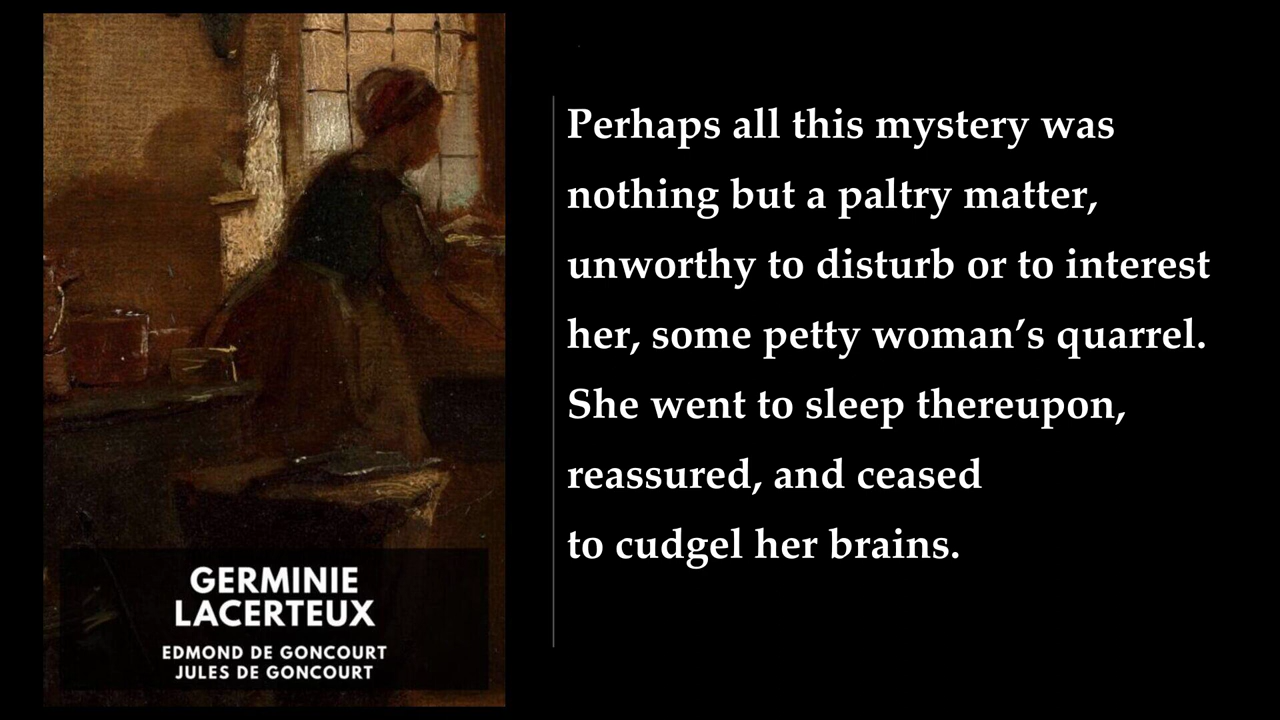 GERMINIE
LACERTEUX
EDMOND DE GONCOURT
JULES DE GONCOURT
Perhaps all this mystery was
nothing but a paltry matter,
unworthy to disturb or to interest
her, some petty woman’s quarrel.
She went to sleep thereupon,
reassured, and ceased
to cudgel her brains.